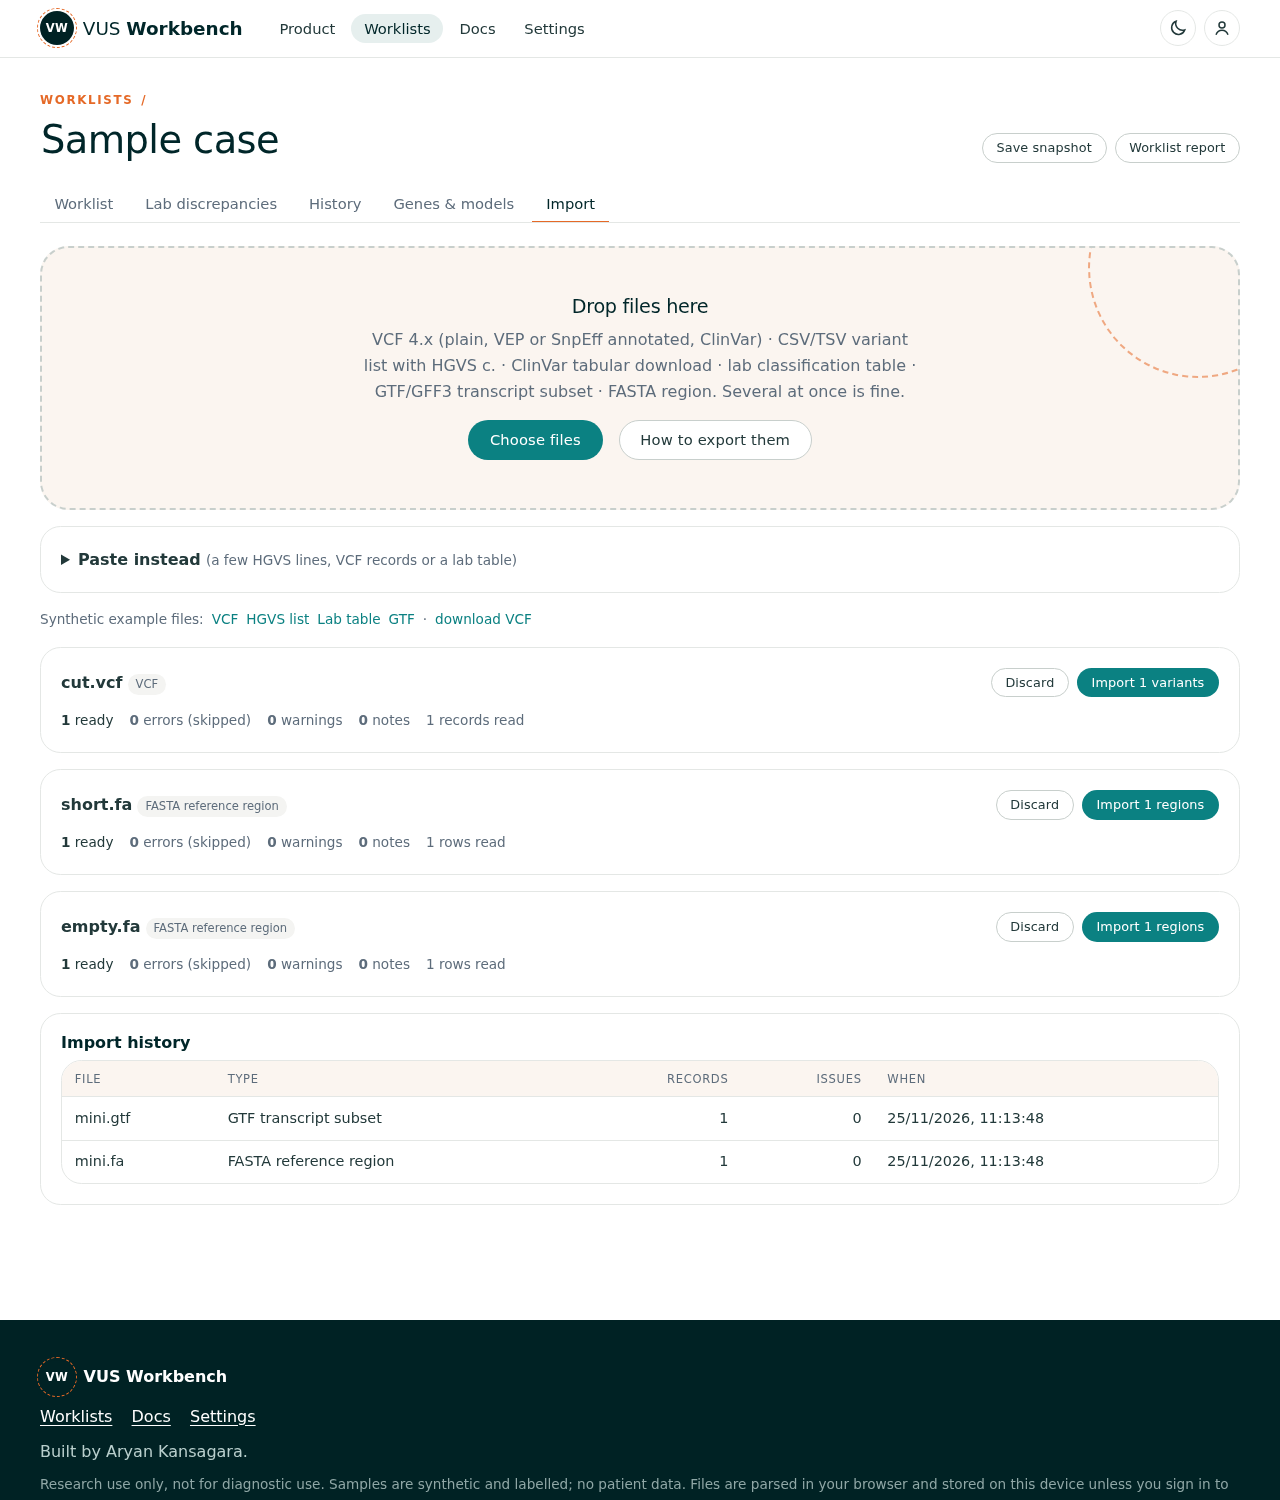 VW VUS Workbench Product Worklists Docs Settings
WORKLISTS /
Sample case
Save snapshot Worklist report
Worklist Lab discrepancies History Genes & models Import
Drop files here
VCF 4.x (plain, VEP or SnpEff annotated, ClinVar) · CSV/TSV variant
list with HGVS c. · ClinVar tabular download · lab classification table ·
GTF/GFF3 transcript subset · FASTA region. Several at once is fine.
Choose files How to export them
Paste instead (a few HGVS lines, VCF records or a lab table)
Synthetic example files: VCF HGVS list Lab table GTF · download VCF
cut.vcf VCF Discard Import 1 variants
1 ready 0 errors (skipped) 0 warnings 0 notes 1 records read
short.fa FASTA reference region Discard Import 1 regions
1 ready 0 errors (skipped) 0 warnings 0 notes 1 rows read
empty.fa FASTA reference region Discard Import 1 regions
1 ready 0 errors (skipped) 0 warnings 0 notes 1 rows read
Import history
FILE TYPE RECORDS ISSUES WHEN
mini.gtf GTF transcript subset 1 0 25/11/2026, 11:13:48
mini.fa FASTA reference region 1 0 25/11/2026, 11:13:48
VW VUS Workbench
Worklists Docs Settings
Built by Aryan Kansagara.
Research use only, not for diagnostic use. Samples are synthetic and labelled; no patient data. Files are parsed in your browser and stored on this device unless you sign in to